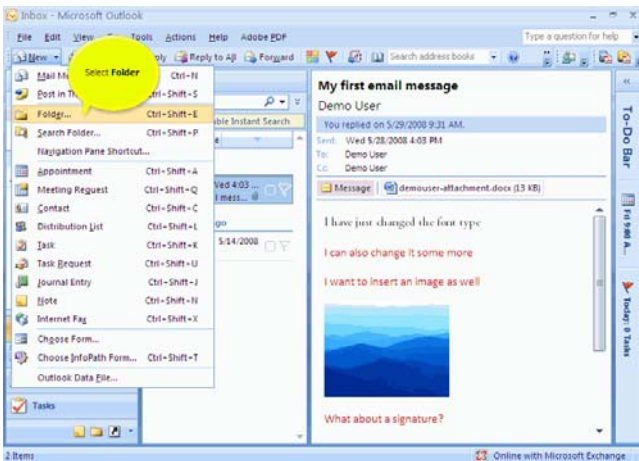 Inbox - Microsoft Outlook
File Edit View Tools Actions Help Adobe PDF
Type a question for help
New Reply to All Forward Search address books
Select Folder
Mail Ctrl-N
Post in Ctrl-Shift-S
Folder... Ctrl-Shift-E
Search Folder... Ctrl-Shift-P
Navigation Pane Shortcut...
Appointment Ctrl-Shift-A
Meeting Request Ctrl-Shift-Q
Contact Ctrl-Shift-C
Distribution List Ctrl-Shift-L
Task Ctrl-Shift-K
Task Request Ctrl-Shift-U
Journal Entry Ctrl-Shift-J
Note Ctrl-Shift-N
Internet Fax Ctrl-Shift-X
Choose Form...
Choose InfoPath Form... Ctrl-Shift-T
Outlook Data File...
Tasks
2 Items
Instant Search
Wed 4:03 ...
mess...
ago
5/14/2008
My first email message
Demo User
You replied on 5/29/2008 9:31 AM.
Sent: Wed 5/28/2008 4:03 PM
To: Demo User
Cc: Demo User
Message demouser-attachment.docx (13 KB)
I have just changed the font type
I can also change it some more
I want to insert an image as well
What about a signature?
To-Do Bar
Fri 9:00 A...
Today: 0 Tasks
Online with Microsoft Exchange